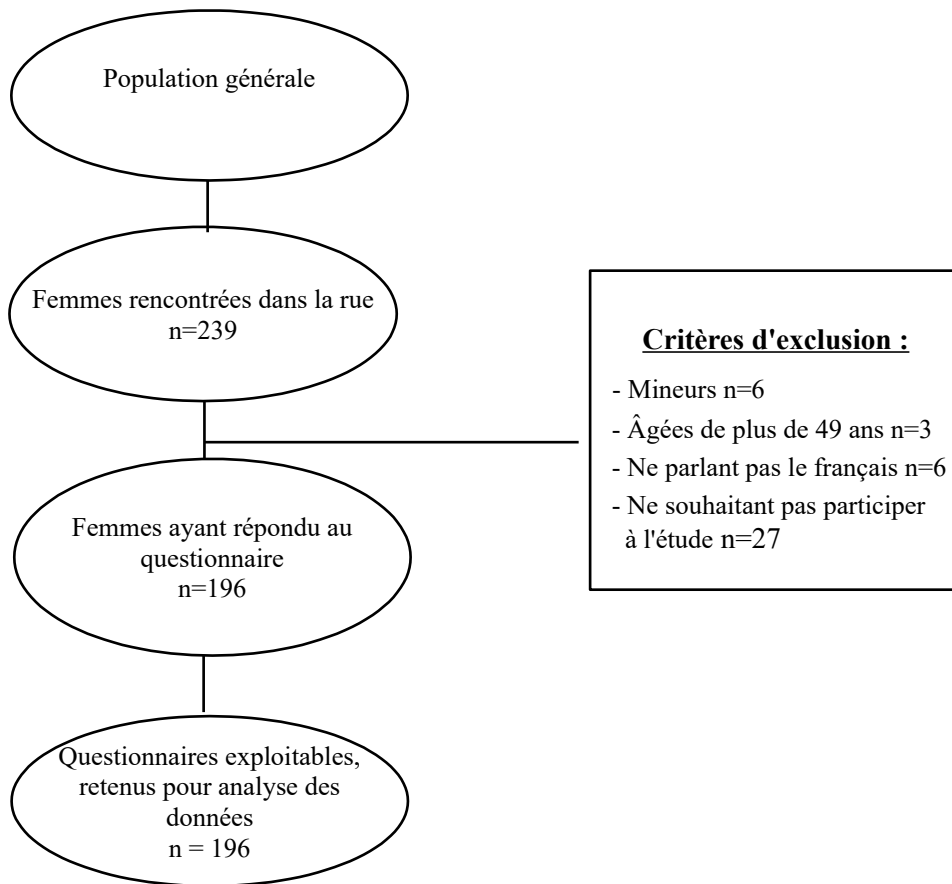 Population générale
Femmes rencontrées dans la rue
n=239
Critères d'exclusion :
- Mineurs n=6
- Âgées de plus de 49 ans n=3
- Ne parlant pas le français n=6
- Ne souhaitant pas participer
à l'étude n=27
Femmes ayant répondu au
questionnaire
n=196
Questionnaires exploitables,
retenus pour analyse des
données
n = 196